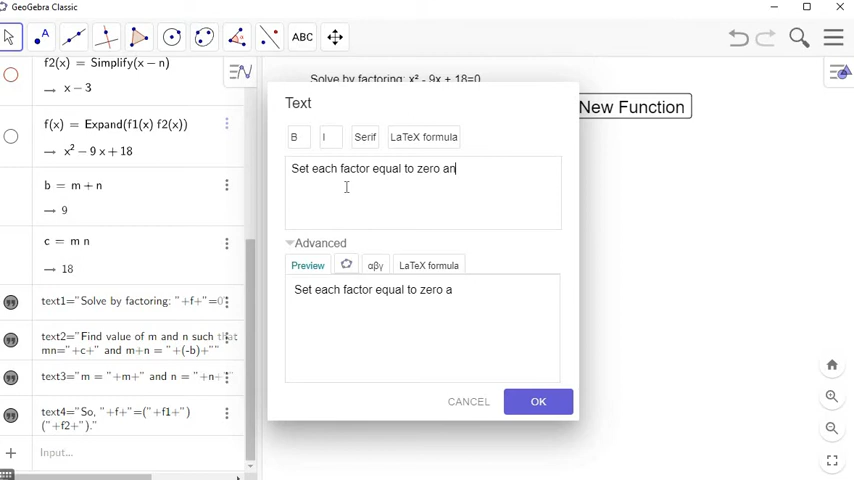 GeoGebra Classic
ABC
f2(x) = Simplify(x − n)
→ x − 3
f(x) = Expand(f1(x) f2(x))
→ x² − 9 x + 18
b = m + n
→ 9
c = m n
→ 18
text1="Solve by factoring: "+f+"=0
text2="Find value of m and n such that
mn="+c+" and m+n = "+(-b)+""
text3="m = "+m+" and n = "+n+"
text4="So, "+f+"=("+f1+")
("+f2+")."
Input...
Solve by factoring: x² - 9x + 18=0
New Function
Text
B I Serif LaTeX formula
Set each factor equal to zero an
Advanced
Preview αβγ LaTeX formula
Set each factor equal to zero a
CANCEL OK